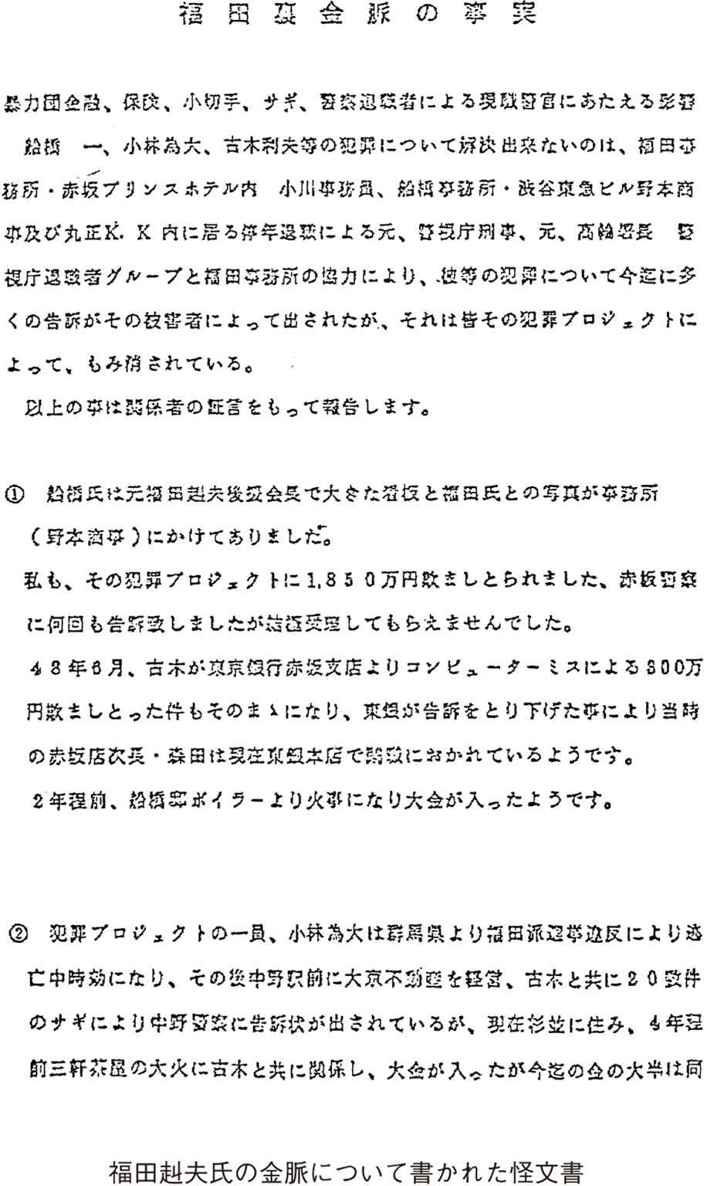 福田裏金脈の事実
暴力団金融、保険、小切手、サギ、警察退職者による現職警官にあたえる影響
船橋　一、小林為大、古木利夫等の犯罪について解決出来ないのは、福田事
務所・赤坂プリンスホテル内　小川事務員、船橋事務所・渋谷東急ビル野本商
事及び丸正K.K内に居る停年退職による元、警視庁刑事、元、高輪署長　警
視庁退職者グループと福田事務所の協力により、彼等の犯罪について今迄に多
くの告訴がその被害者によって出されたが、それは皆その犯罪プロジェクトに
よって、もみ消されている。
以上の事は関係者の証言をもって報告します。
①　船橋氏は元福田赳夫後援会長で大きな看板と福田氏との写真が事務所
（野本商事）にかけてありました。
私も、その犯罪プロジェクトに1,850万円欺ましとられました、赤坂警察
に何回も告訴致しましたが結極受理してもらえませんでした。
48年6月、古木が東京銀行赤坂支店よりコンピューターミスによる800万
円欺ましとった件もそのまゝになり、東銀が告訴をとり下げた事により当時
の赤坂店次長・森田は現在東銀本店で閑職におかれているようです。
2年程前、船橋邸ボイラーより火事になり大金が入ったようです。
②　犯罪プロジェクトの一員、小林為大は群馬県より福田派選挙違反により逃
亡中時効になり、その後中野駅前に大京不動産を経営、古木と共に20数件
のサギにより中野警察に告訴状が出されているが、現在杉並に住み、4年程
前三軒茶屋の大火に古木と共に関係し、大金が入ったが今迄の金の大半は同
福田赳夫氏の金脈について書かれた怪文書